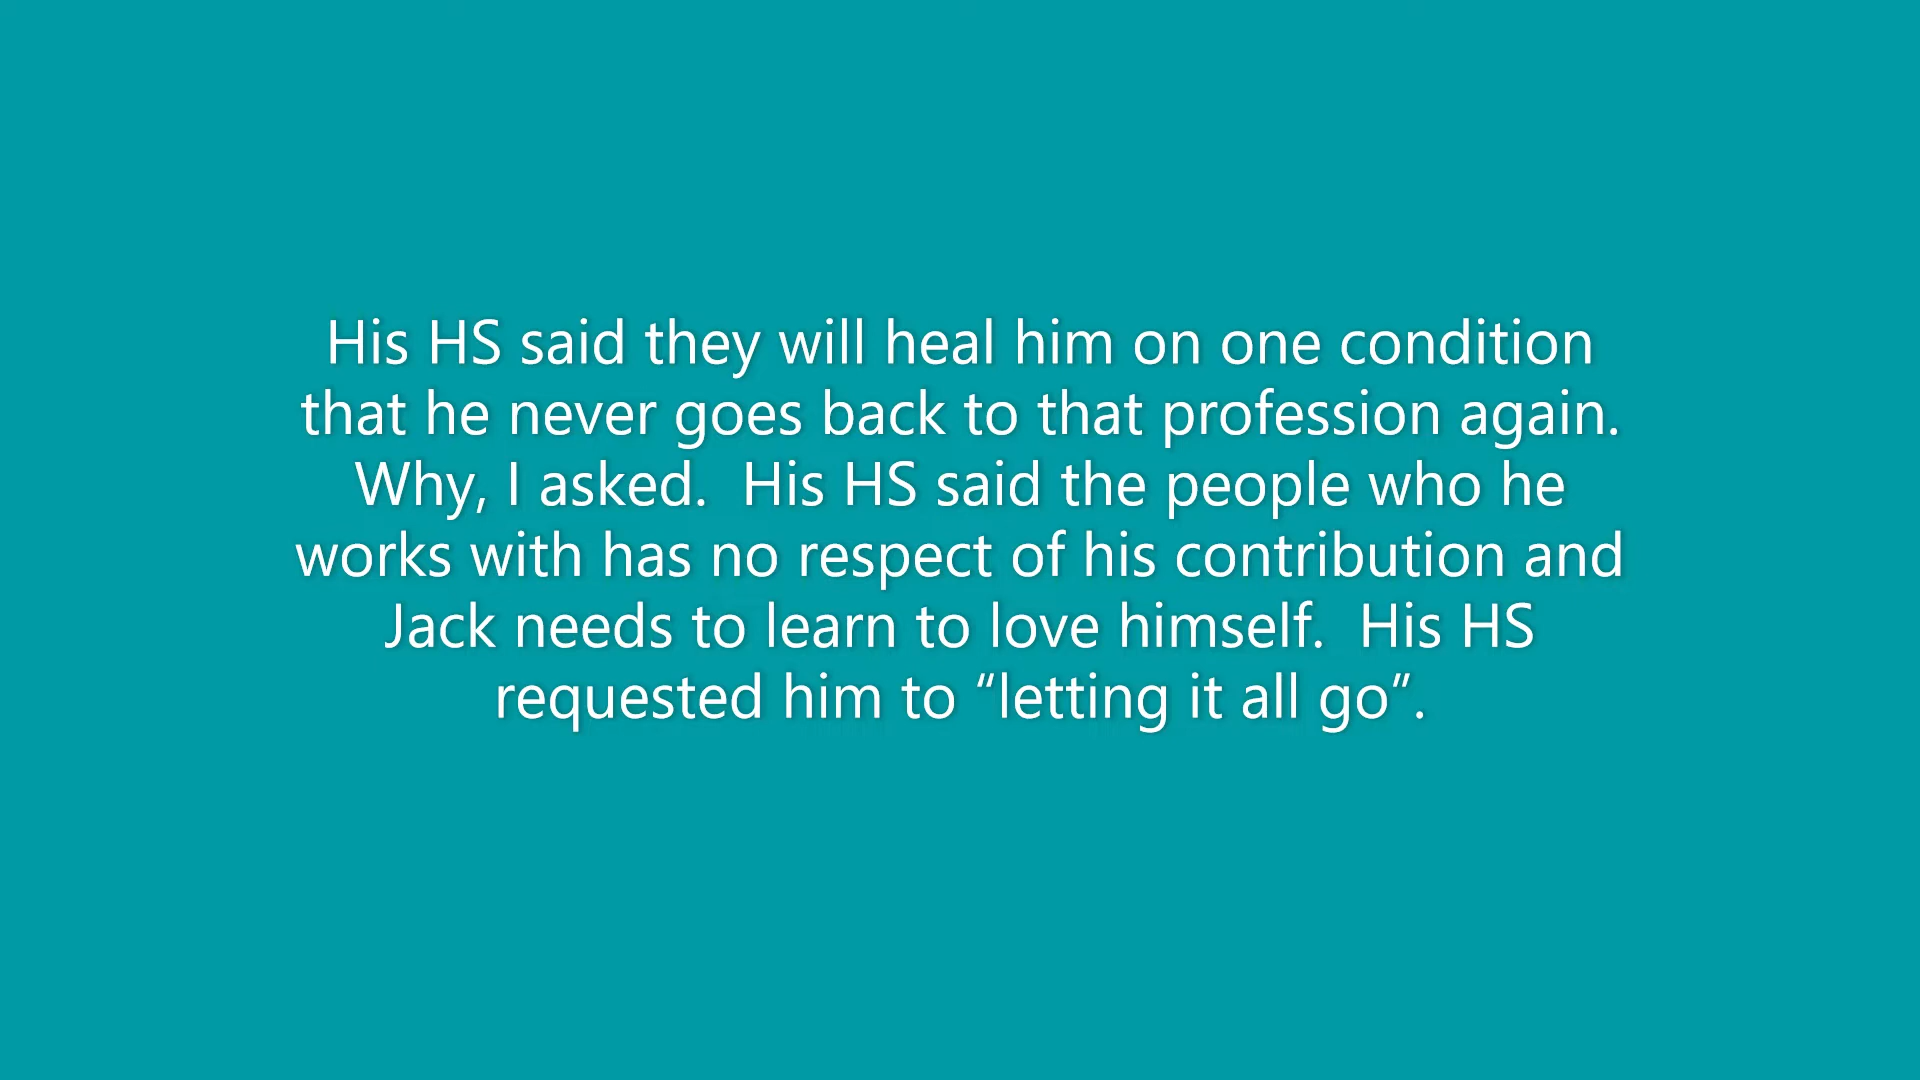 His HS said they will heal him on one condition
that he never goes back to that profession again.
Why, I asked.  His HS said the people who he
works with has no respect of his contribution and
Jack needs to learn to love himself.  His HS
requested him to “letting it all go”.